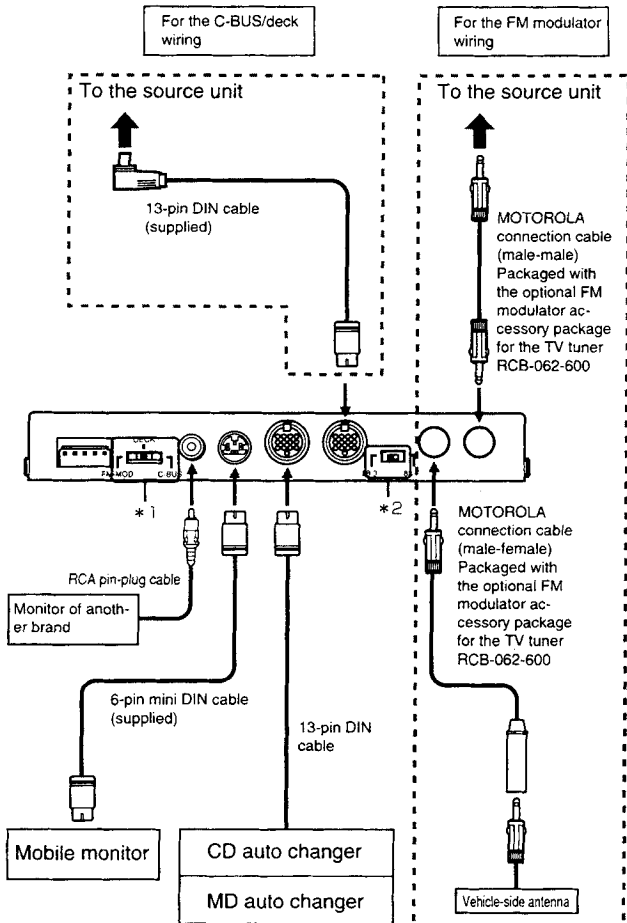 For the C-BUS/deck
wiring
For the FM modulator
wiring
To the source unit
13-pin DIN cable
(supplied)
To the source unit
MOTOROLA
connection cable
(male-male)
Packaged with
the optional FM
modulator ac-
cessory package
for the TV tuner
RCB-062-600
DECK
FM-MOD
C-BUS
*1
*2
RCA pin-plug cable
Monitor of anoth-
er brand
6-pin mini DIN cable
(supplied)
13-pin DIN
cable
MOTOROLA
connection cable
(male-female)
Packaged with
the optional FM
modulator ac-
cessory package
for the TV tuner
RCB-062-600
Mobile monitor
CD auto changer
MD auto changer
Vehicle-side antenna